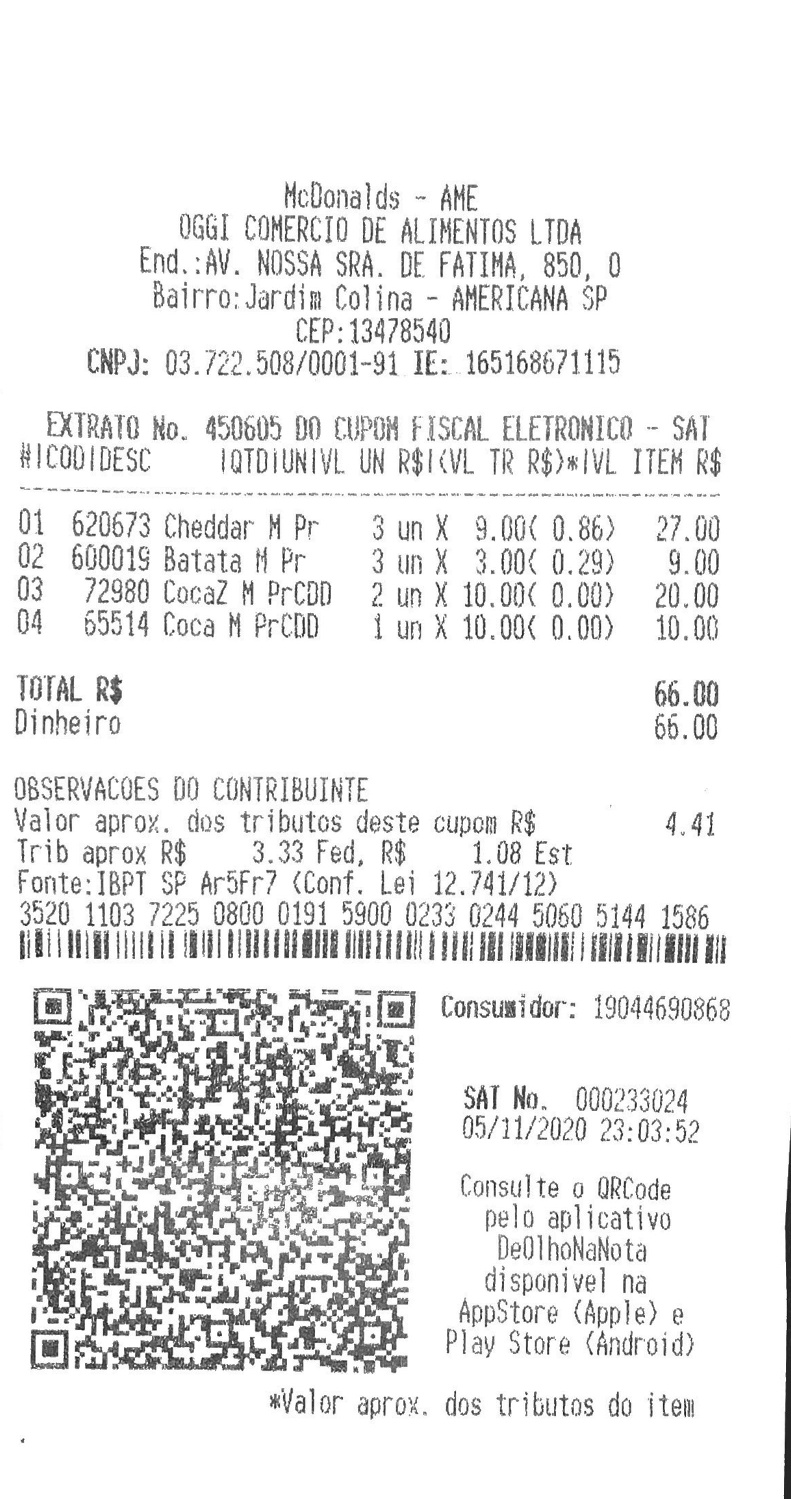 McDonalds - AME
OGGI COMERCIO DE ALIMENTOS LTDA
End.:AV. NOSSA SRA. DE FATIMA, 850, 0
Bairro:Jardim Colina - AMERICANA SP
CEP:13478540
CNPJ: 03.722.508/0001-91 IE: 165168671115
EXTRATO No. 450605 DO CUPOM FISCAL ELETRONICO - SAT
#|COD|DESC |QTD|UN|VL UN R$|(VL TR R$)*|VL ITEM R$
01 620673 Cheddar M Pr 3 un X 9.00( 0.86) 27.00
02 600019 Batata M Pr 3 un X 3.00( 0.29) 9.00
03 72980 CocaZ M PrCDD 2 un X 10.00( 0.00) 20.00
04 65514 Coca M PrCDD 1 un X 10.00( 0.00) 10.00
TOTAL R$ 66.00
Dinheiro 66.00
OBSERVACOES DO CONTRIBUINTE
Valor aprox. dos tributos deste cupom R$ 4.41
Trib aprox R$ 3.33 Fed, R$ 1.08 Est
Fonte:IBPT SP Ar5Fr7 (Conf. Lei 12.741/12)
3520 1103 7225 0800 0191 5900 0233 0244 5060 5144 1586
Consumidor: 19044690868
SAT No. 000233024
05/11/2020 23:03:52
Consulte o QRCode
pelo aplicativo
DeOlhoNaNota
disponivel na
AppStore (Apple) e
Play Store (Android)
*Valor aprox. dos tributos do item